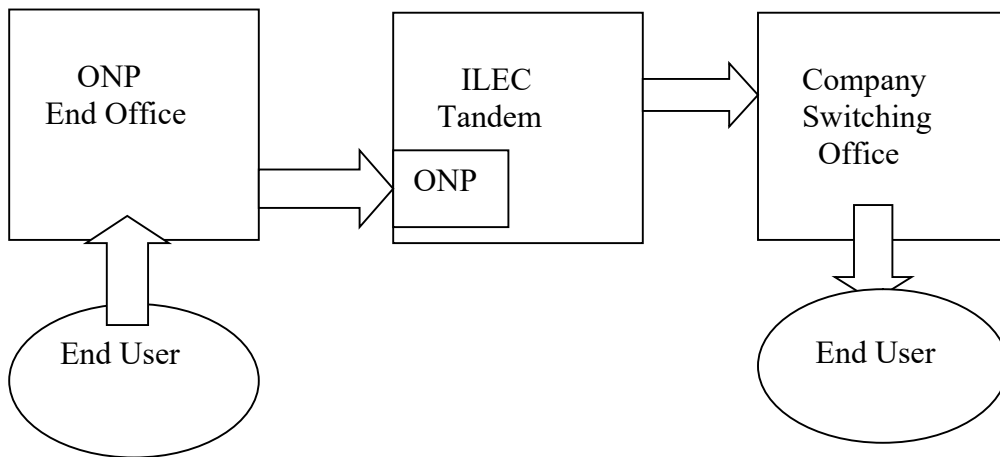 ONP
End Office
ILEC
Tandem
ONP
Company
Switching
Office
End User
End User